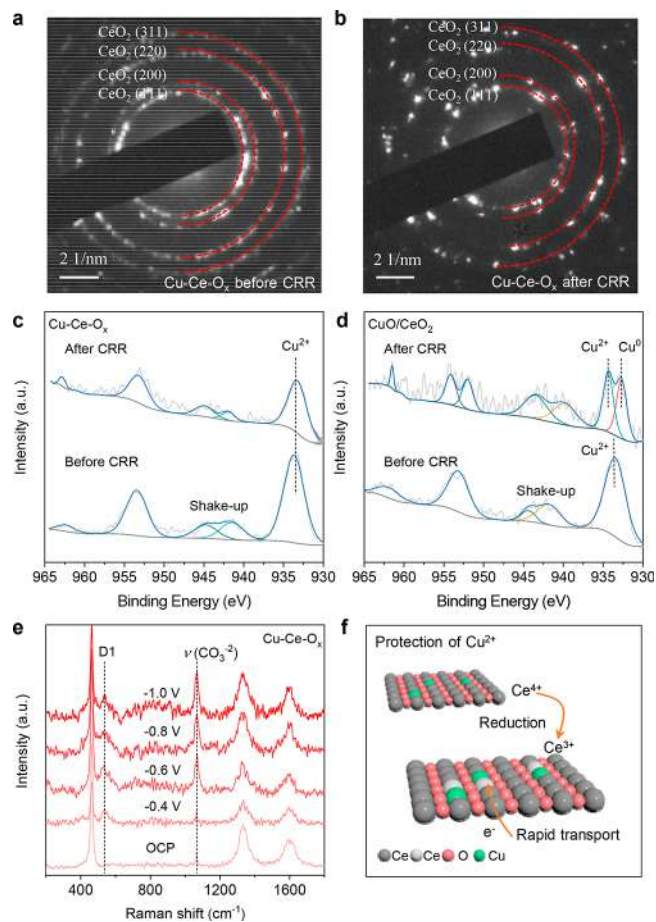 a
CeO₂ (311)
CeO₂ (220)
CeO₂ (200)
CeO₂ (111)
2 1/nm
Cu-Ce-Oₓ before CRR
b
CeO₂ (311)
CeO₂ (220)
CeO₂ (200)
CeO₂ (111)
2 1/nm
Cu-Ce-Oₓ after CRR
c
Cu-Ce-Oₓ
After CRR
Cu²⁺
Before CRR
Shake-up
Intensity (a.u.)
965 960 955 950 945 940 935 930
Binding Energy (eV)
d
CuO/CeO₂
After CRR
Cu²⁺ Cu⁰
Cu²⁺
Before CRR
Shake-up
Intensity (a.u.)
965 960 955 950 945 940 935 930
Binding Energy (eV)
e
Cu-Ce-Oₓ
D1
ν (CO₃⁻²)
-1.0 V
-0.8 V
-0.6 V
-0.4 V
OCP
Intensity (a.u.)
400 800 1200 1600
Raman shift (cm⁻¹)
f
Protection of Cu²⁺
Ce⁴⁺
Reduction
Ce³⁺
e⁻
Rapid transport
Ce Ce O Cu